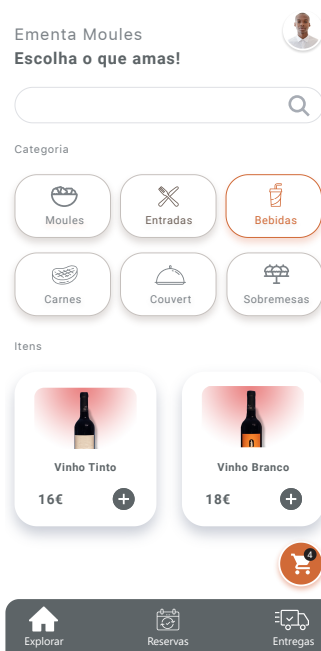 Ementa Moules
Escolha o que amas!
Categoria
Moules
Entradas
Bebidas
Carnes
Couvert
Sobremesas
Itens
Vinho Tinto
Vinho Branco
16€
18€
4
Explorar
Reservas
Entregas